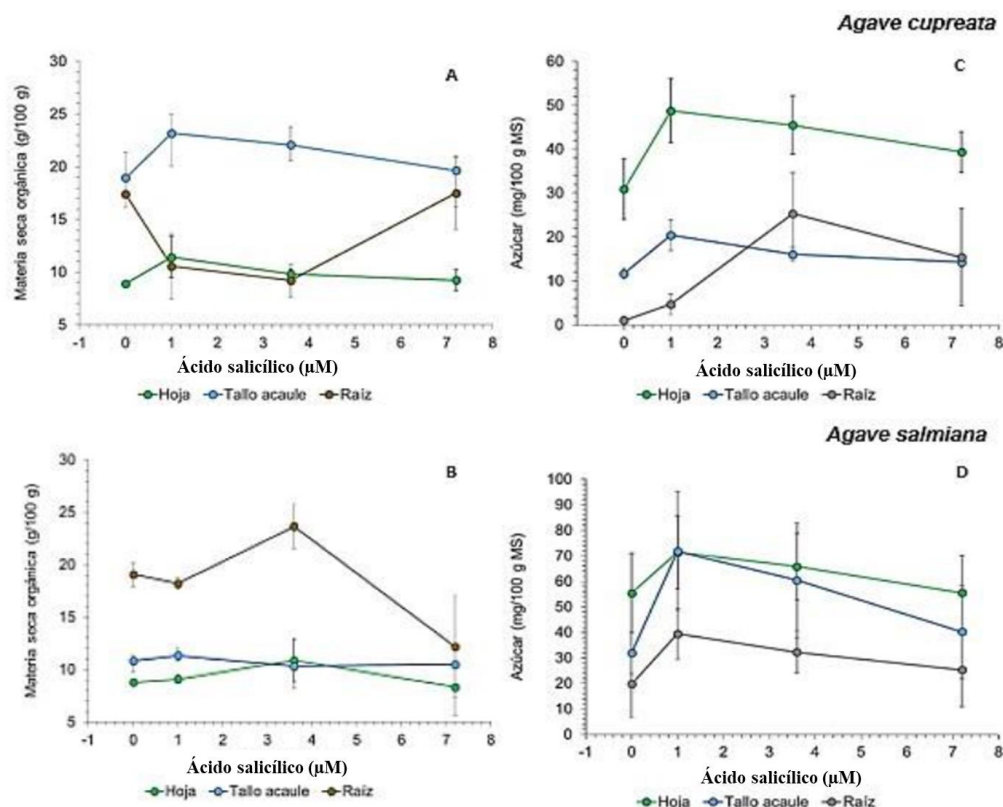 Agave cupreata
A
Materia seca orgánica (g/100 g)
30
25
20
15
10
5
-1 0 1 2 3 4 5 6 7 8
Ácido salicílico (µM)
Hoja Tallo acaule Raíz
C
Azúcar (mg/100 g MS)
60
50
40
30
20
10
0
-1 0 1 2 3 4 5 6 7 8
Ácido salicílico (µM)
Hoja Tallo acaule Raíz
Agave salmiana
B
Materia seca orgánica (g/100 g)
30
25
20
15
10
5
-1 0 1 2 3 4 5 6 7 8
Ácido salicílico (µM)
Hoja Tallo acaule Raíz
D
Azúcar (mg/100 g MS)
100
90
80
70
60
50
40
30
20
10
0
-1 0 1 2 3 4 5 6 7 8
Ácido salicílico (µM)
Hoja Tallo acaule Raíz